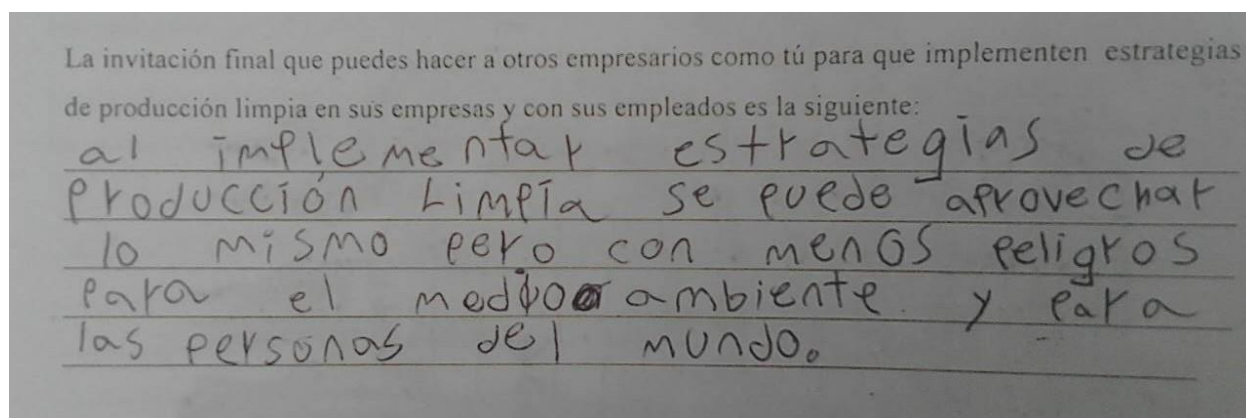 La invitación final que puedes hacer a otros empresarios como tú para que implementen estrategias
de producción limpia en sus empresas y con sus empleados es la siguiente:
al implementar estrategias de
producción Limpia se puede aprovechar
lo mismo pero con menos peligros
para el medio ambiente y para
las personas del mundo.